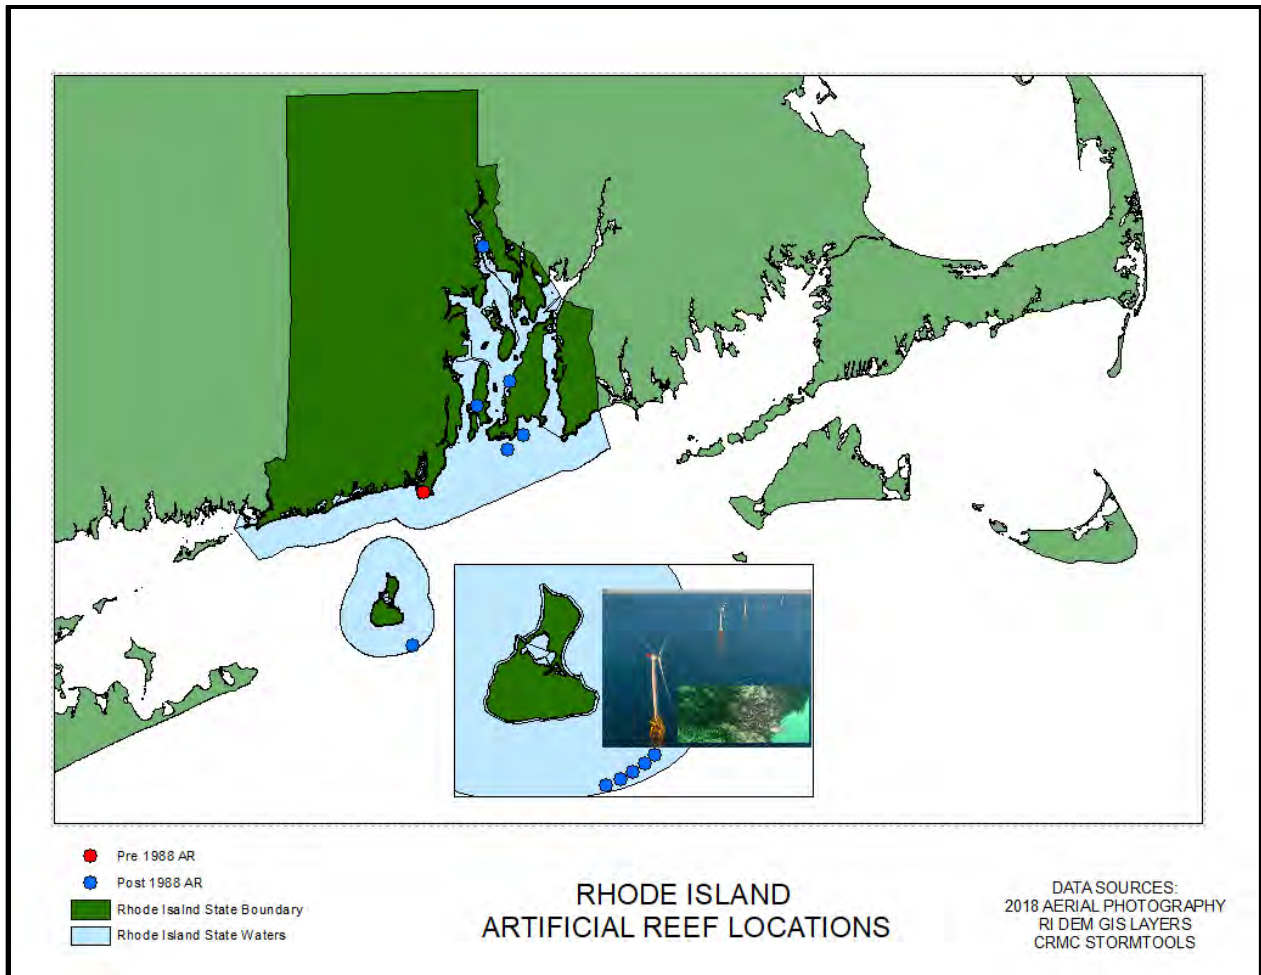 Pre 1988 AR
Post 1988 AR
Rhode Isalnd State Boundary
Rhode Island State Waters
RHODE ISLAND
ARTIFICIAL REEF LOCATIONS
DATA SOURCES:
2018 AERIAL PHOTOGRAPHY
RI DEM GIS LAYERS
CRMC STORMTOOLS